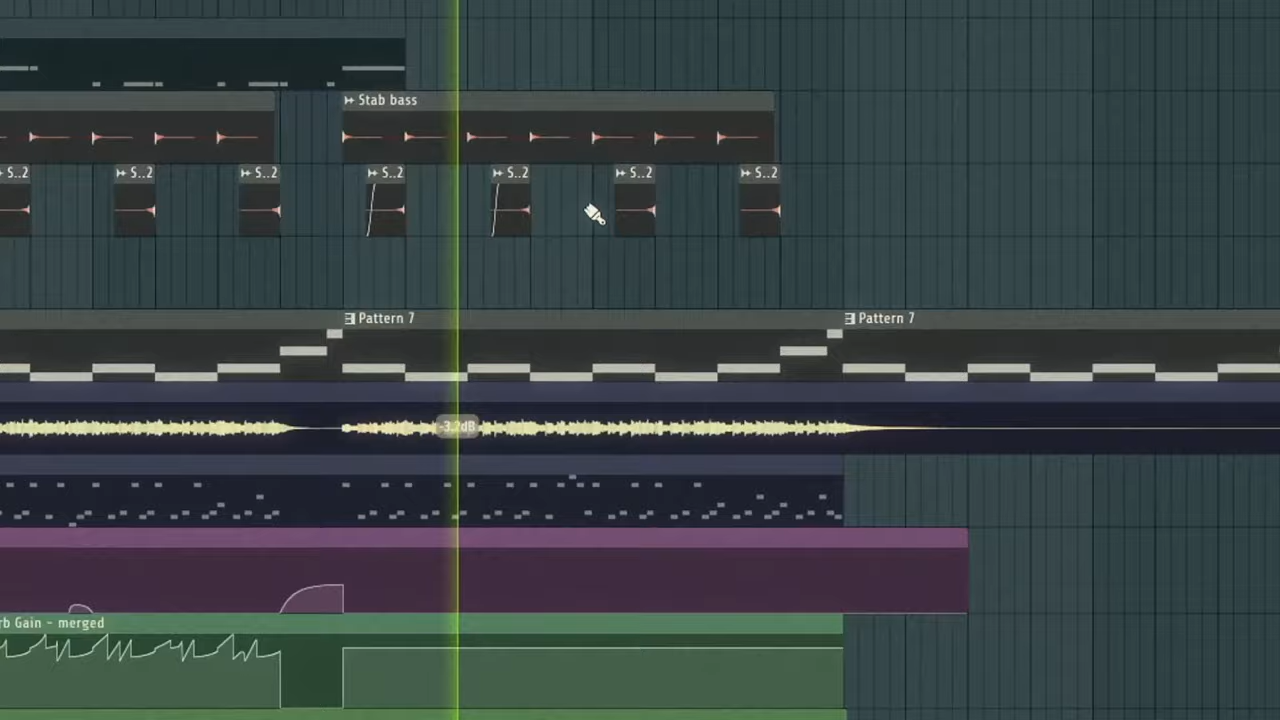 Stab bass
S..2
S..2
S..2
S..2
S..2
S..2
S..2
Pattern 7
Pattern 7
-3.2dB
rb Gain - merged